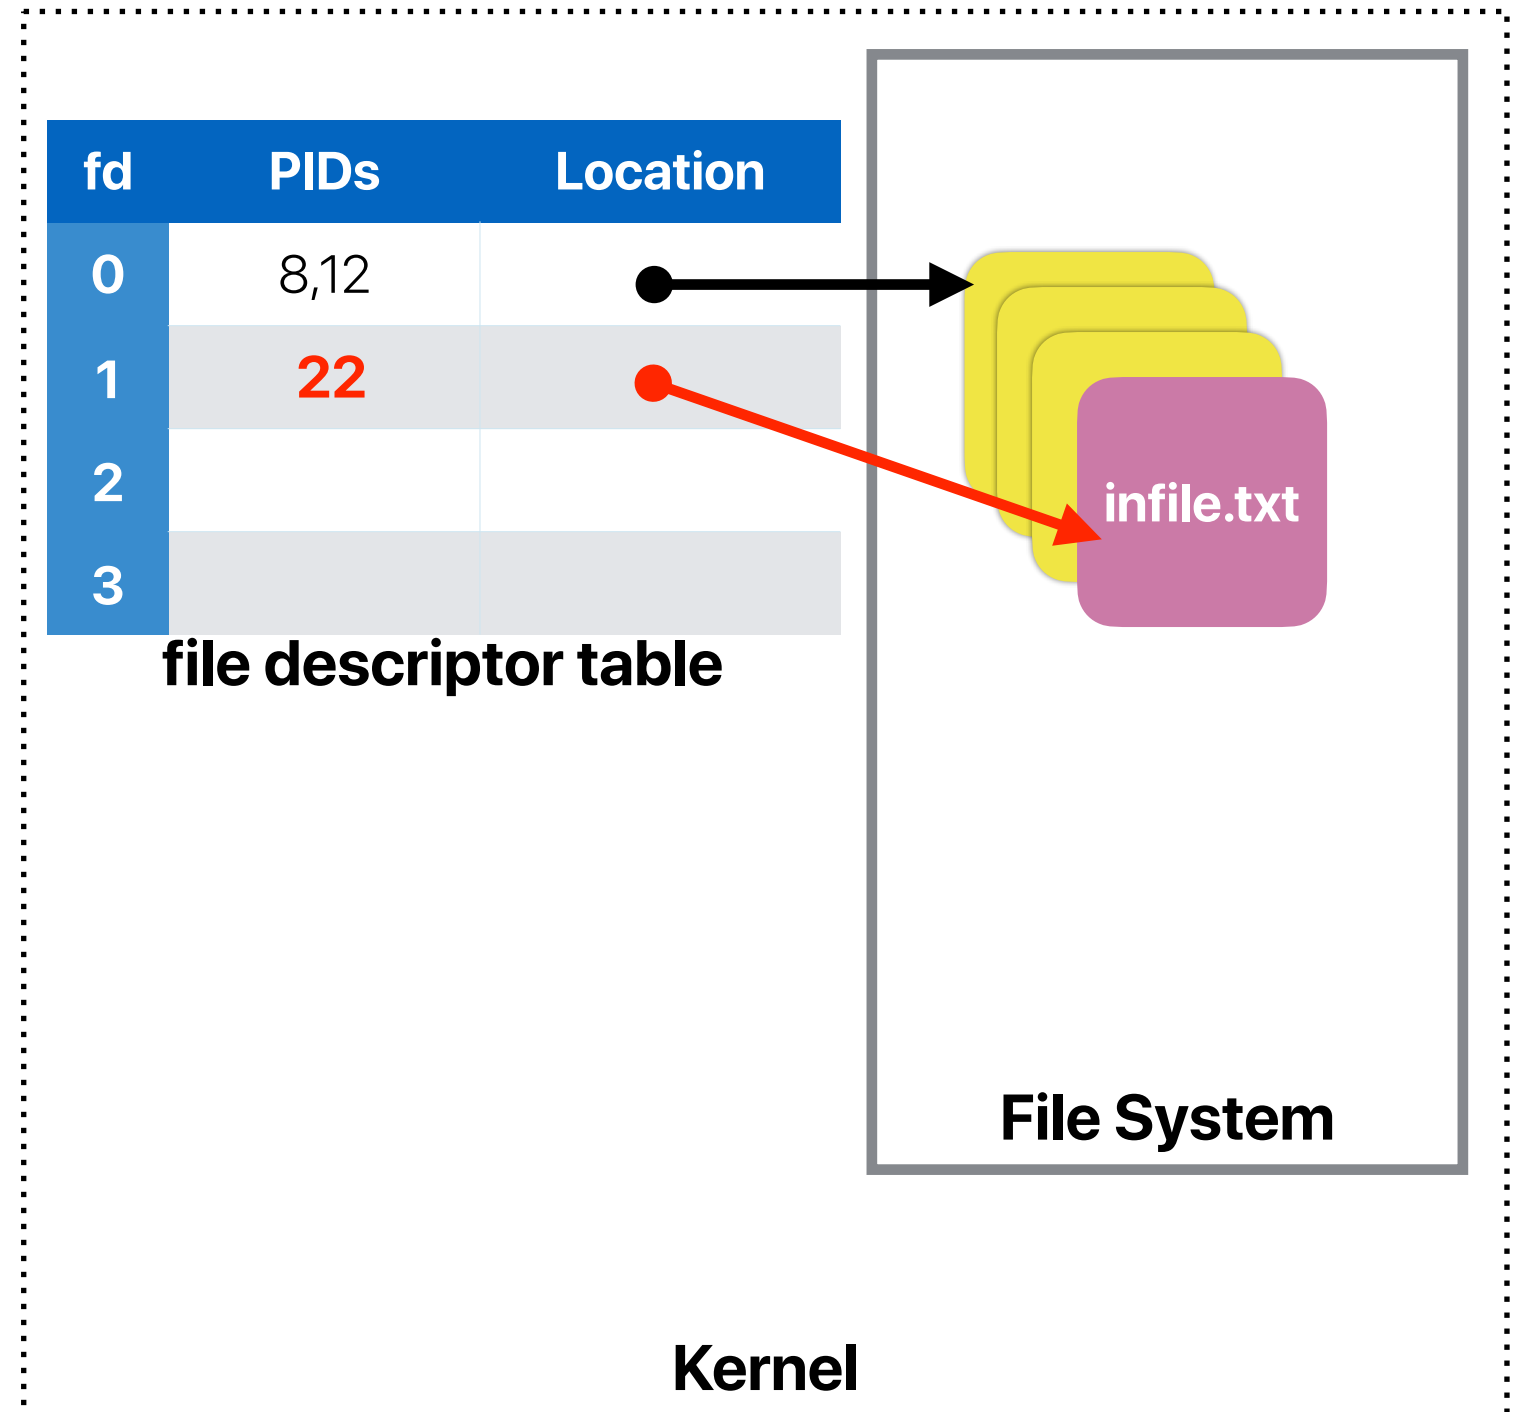 fd PIDs Location
0 8,12
1 22
2
3
infile.txt
file descriptor table
File System
Kernel